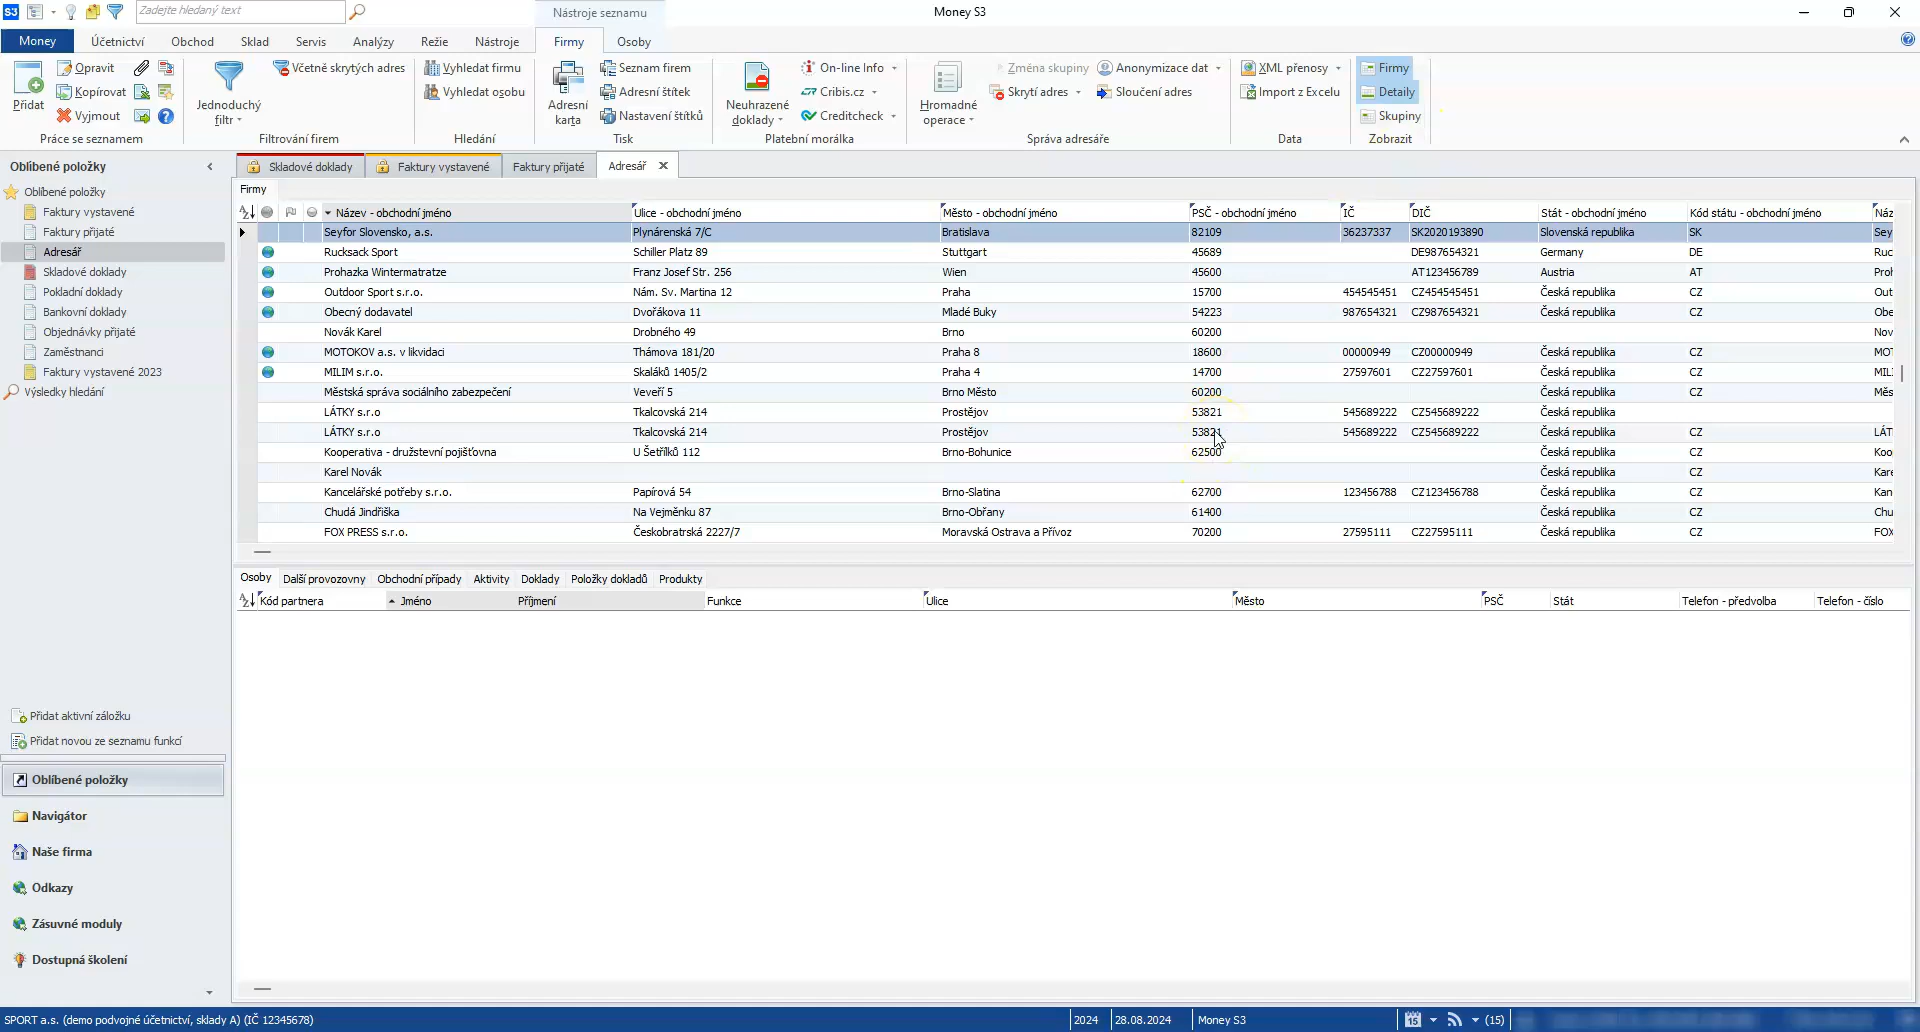 S3 Zadejte hledaný text Nástroje seznamu Money S3
Money Účetnictví Obchod Sklad Servis Analýzy Režie Nástroje Firmy Osoby
Přidat
Opravit
Kopírovat
Vyjmout
Práce se seznamem
Jednoduchý
filtr
Včetně skrytých adres
Filtrování firem
Vyhledat firmu
Vyhledat osobu
Hledání
Adresní
karta
Seznam firem
Adresní štítek
Nastavení štítků
Tisk
Neuhrazené
doklady
On-line Info
Cribis.cz
Creditcheck
Platební morálka
Hromadné
operace
Změna skupiny
Skrytí adres
Anonymizace dat
Sloučení adres
Správa adresáře
XML přenosy
Import z Excelu
Data
Firmy
Detaily
Skupiny
Zobrazit
Oblíbené položky
Oblíbené položky
Faktury vystavené
Faktury přijaté
Adresář
Skladové doklady
Pokladní doklady
Bankovní doklady
Objednávky přijaté
Zaměstnanci
Faktury vystavené 2023
Výsledky hledání
Přidat aktivní záložku
Přidat novou ze seznamu funkcí
Oblíbené položky
Navigátor
Naše firma
Odkazy
Zásuvné moduly
Dostupná školení
Skladové doklady Faktury vystavené Faktury přijaté Adresář
Firmy
Název - obchodní jméno Ulice - obchodní jméno Město - obchodní jméno PSČ - obchodní jméno IČ DIČ Stát - obchodní jméno Kód státu - obchodní jméno Náz
Seyfor Slovensko, a.s. Plynárenská 7/C Bratislava 82109 36237337 SK2020193890 Slovenská republika SK Sey
Rucksack Sport Schiller Platz 89 Stuttgart 45689 DE987654321 Germany DE Ruc
Prohazka Wintermatratze Franz Josef Str. 256 Wien 45600 AT123456789 Austria AT Proh
Outdoor Sport s.r.o. Nám. Sv. Martina 12 Praha 15700 454545451 CZ454545451 Česká republika CZ Out
Obecný dodavatel Dvořákova 11 Mladé Buky 54223 987654321 CZ987654321 Česká republika CZ Obe
Novák Karel Drobného 49 Brno 60200 Česká republika CZ Nov
MOTOKOV a.s. v likvidaci Thámova 181/20 Praha 8 18600 00000949 CZ00000949 Česká republika CZ MOT
MILIM s.r.o. Skaláků 1405/2 Praha 4 14700 27597601 CZ27597601 Česká republika CZ MILI
Městská správa sociálního zabezpečení Veveří 5 Brno Město 60200 Česká republika CZ Měs
LÁTKY s.r.o Tkalcovská 214 Prostějov 53821 545689222 CZ545689222 Česká republika
LÁTKY s.r.o Tkalcovská 214 Prostějov 53821 545689222 CZ545689222 Česká republika CZ LÁT
Kooperativa - družstevní pojišťovna U Šetřílků 112 Brno-Bohunice 62500 Česká republika CZ Koo
Karel Novák Česká republika CZ Kare
Kancelářské potřeby s.r.o. Papírová 54 Brno-Slatina 62700 123456788 CZ123456788 Česká republika CZ Kan
Chudá Jindřiška Na Vejměnku 87 Brno-Obřany 61400 Česká republika CZ Chu
FOX PRESS s.r.o. Českobratrská 2227/7 Moravská Ostrava a Přívoz 70200 27595111 CZ27595111 Česká republika CZ FOX
Osoby Další provozovny Obchodní případy Aktivity Doklady Položky dokladů Produkty
Kód partnera Jméno Příjmení Funkce Ulice Město PSČ Stát Telefon - předvolba Telefon - číslo
SPORT a.s. (demo podvojné účetnictví, sklady A) (IČ 12345678) 2024 28.08.2024 Money S3 15 (15)